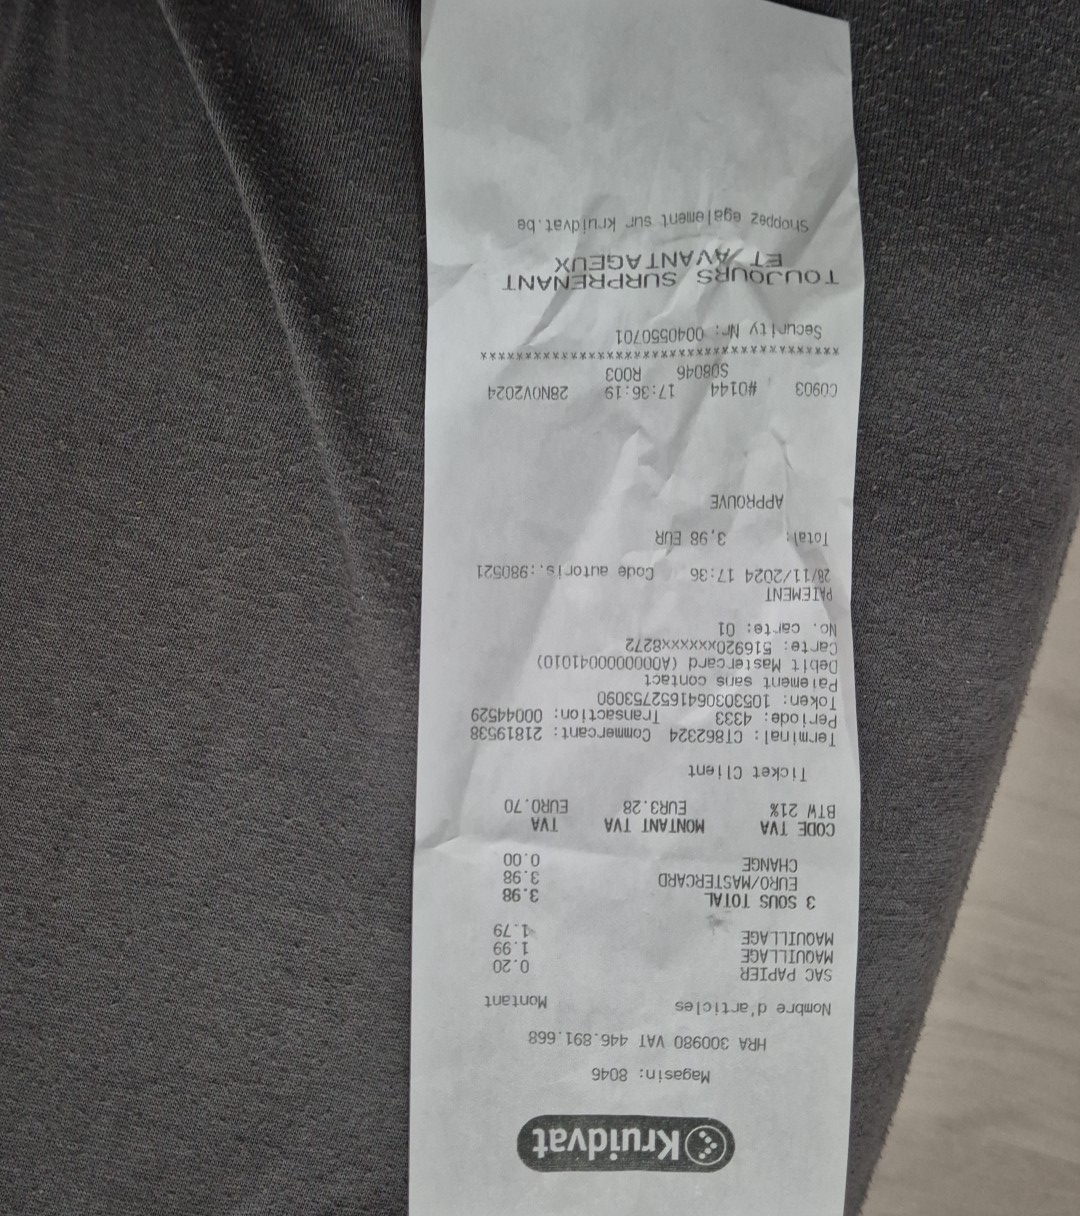 Kruidvat
Magasin: 8046
HRA 300980 VAT 446.891.668
Nombre d'articles Montant
SAC PAPIER 0.20
MAQUILLAGE 1.99
MAQUILLAGE 1.79
3 SOUS TOTAL 3.98
EURO/MASTERCARD 3.98
CHANGE 0.00
CODE TVA MONTANT TVA TVA
BTW 21% EUR3.28 EUR0.70
Ticket Client
Terminal: CT862324 Commercant: 21819538
Periode: 4333 Transaction: 00044529
Token: 1053030641652753090
Paiement sans contact
Debit Mastercard (A0000000041010)
Carte: 516920xxxxxx8272
No. carte: 01
PAIEMENT
28/11/2024 17:36 Code autoris.:980521
Total: 3,98 EUR
APPROUVE
C0903 #0144 17:36:19 28NOV2024
S08046 R003
****************************************
Security Nr: 0040550701
TOUJOURS SURPRENANT
ET AVANTAGEUX
Shoppez egalement sur kruidvat.be